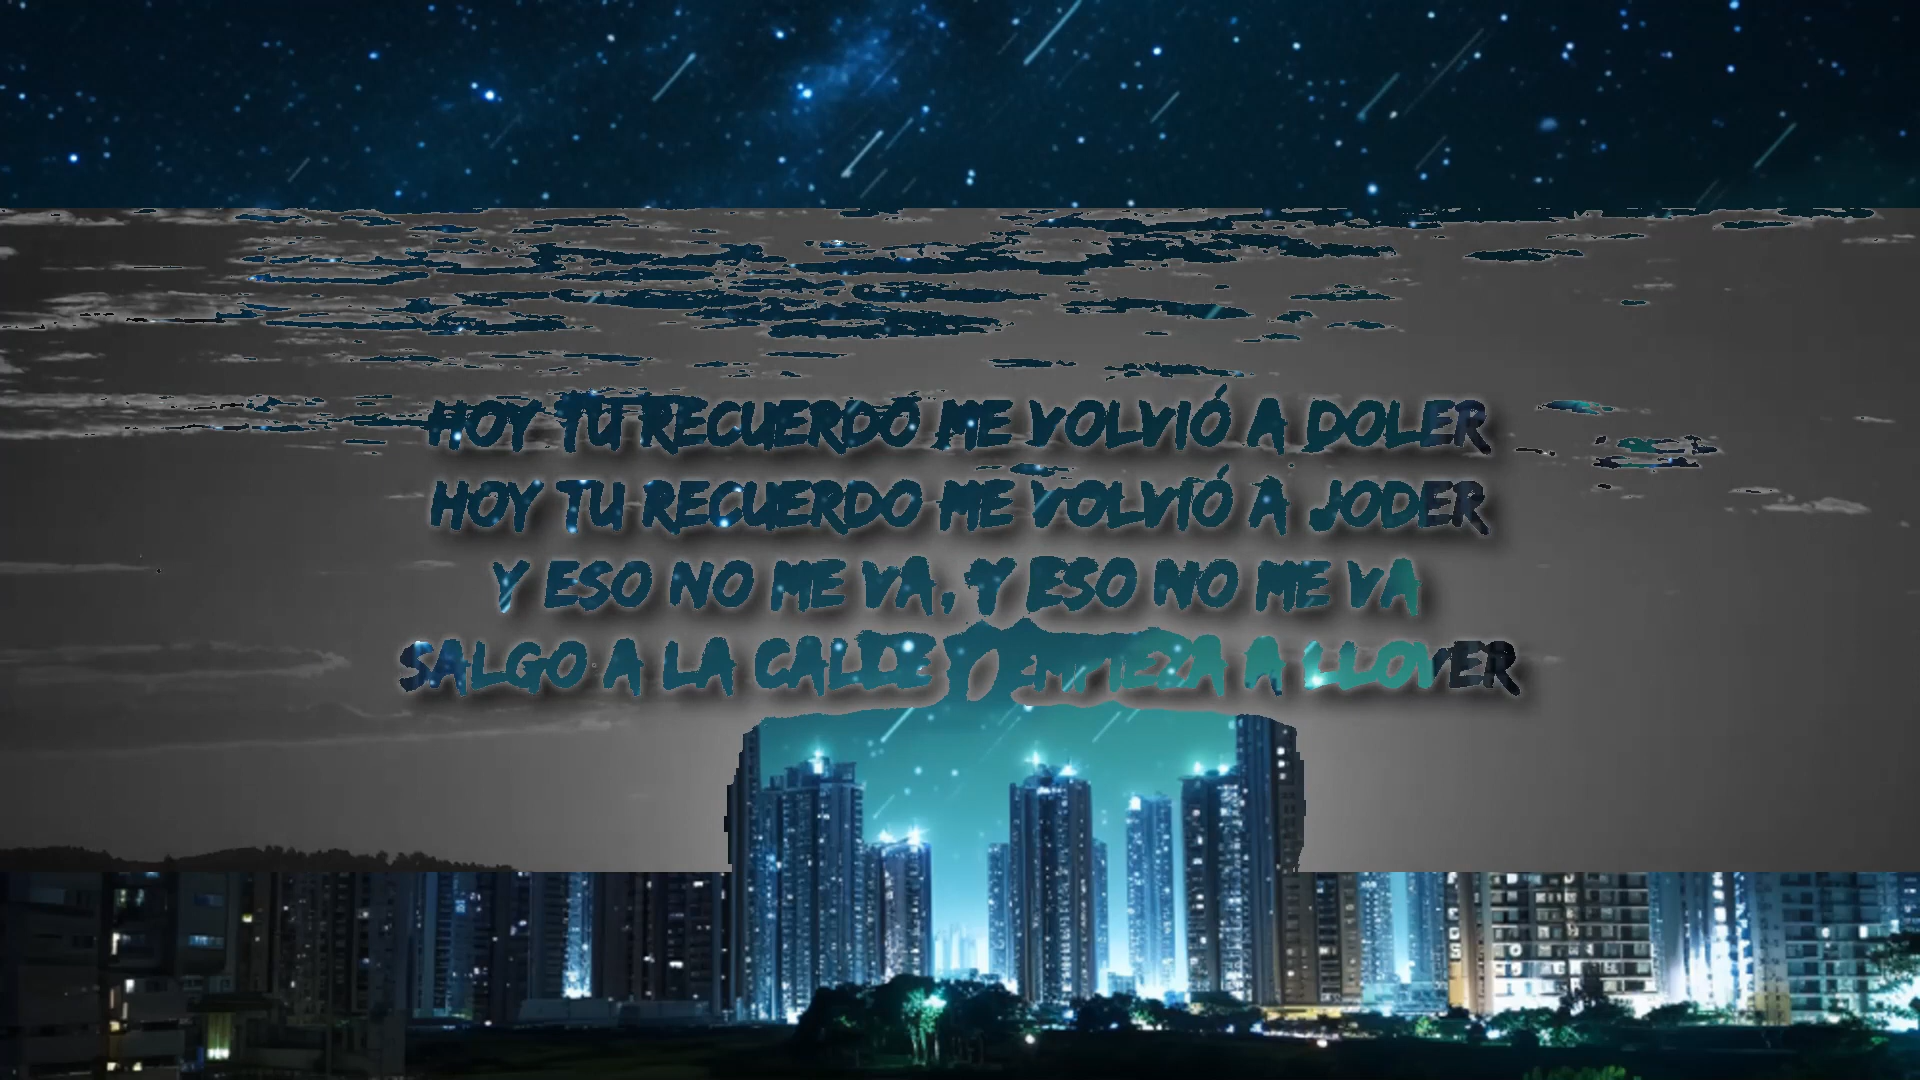 HOY TU RECUERDO ME VOLVIÓ A DOLER
HOY TU RECUERDO ME VOLVIÓ A JODER
Y ESO NO ME VA, Y ESO NO ME VA
SALGO A LA CALLE Y EMPIEZA A LLOVER